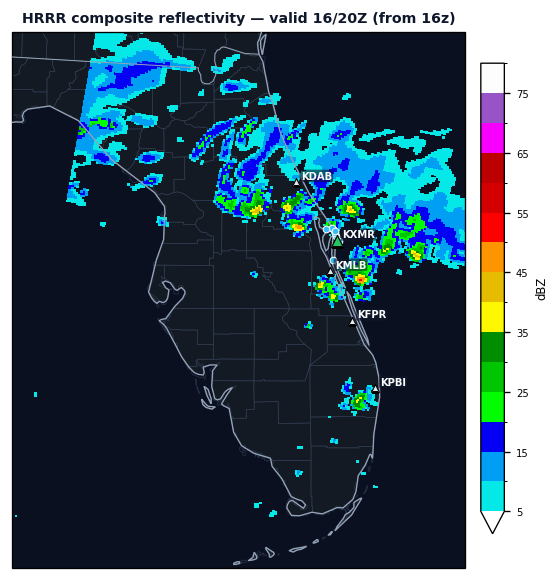 HRRR composite reflectivity — valid 16/20Z (from 16z)
75
65
55
45
35
25
15
5
dBZ
KDAB
KXMR
KMLB
KFPR
KPBI